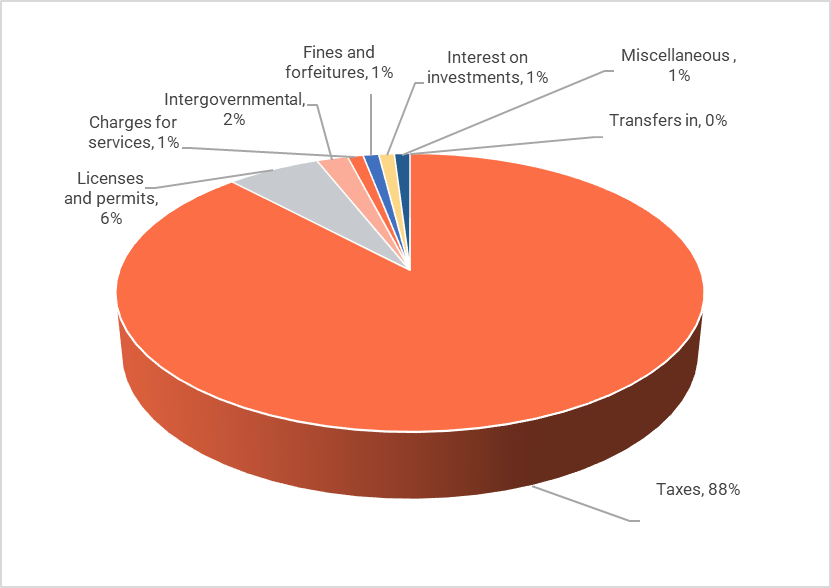 Fines and
forfeitures, 1%
Interest on
investments, 1%
Miscellaneous ,
1%
Intergovernmental,
2%
Transfers in, 0%
Charges for
services, 1%
Licenses
and permits,
6%
Taxes, 88%